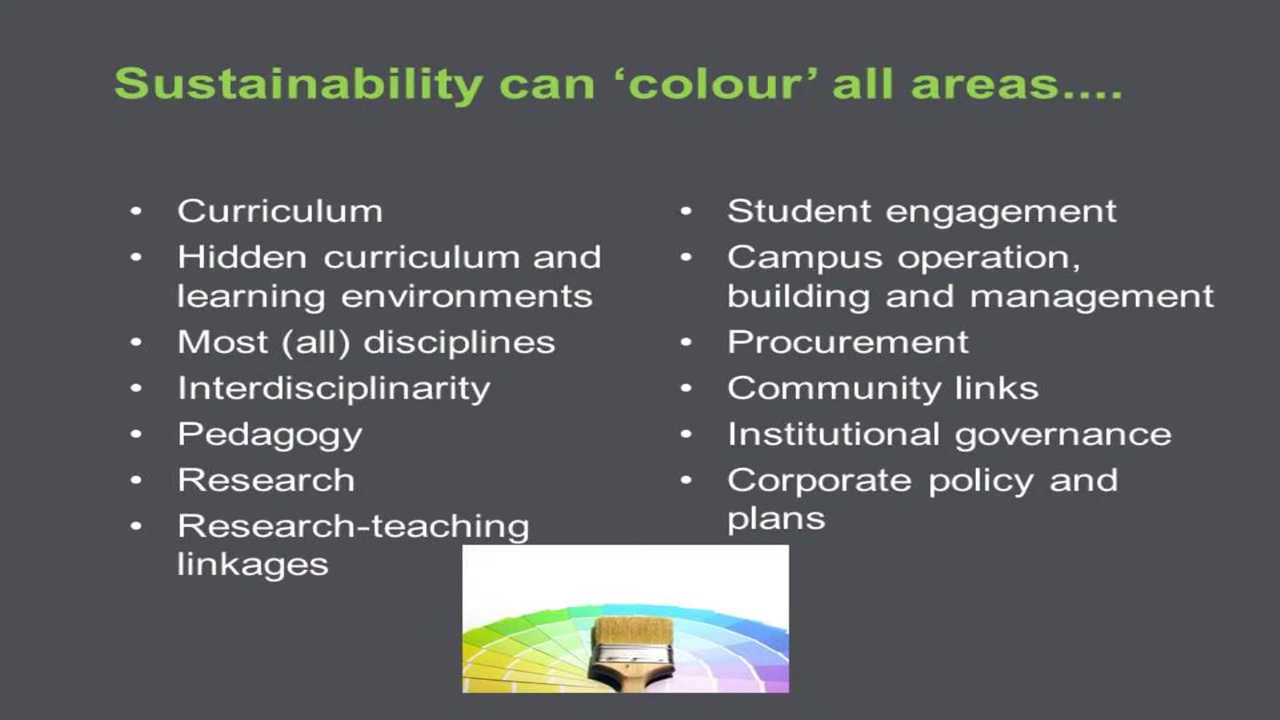 Sustainability can ‘colour’ all areas....
• Curriculum
• Hidden curriculum and
learning environments
• Most (all) disciplines
• Interdisciplinarity
• Pedagogy
• Research
• Research-teaching
linkages
• Student engagement
• Campus operation,
building and management
• Procurement
• Community links
• Institutional governance
• Corporate policy and
plans